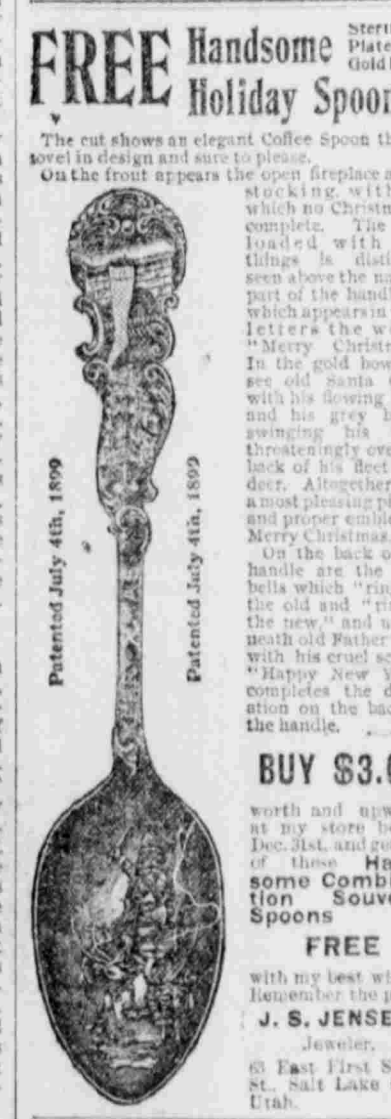 FREE Handsome
Holiday Spoon
Sterl
Plate
Gold
The cut shows an elegant Coffee Spoon th
novel in design and sure to please.
On the front appears the open fireplace a
stocking, with
which no Christm
complete. The
loaded with
things is disti
seen above the na
part of the handl
which appears in
letters the w
"Merry Christm
In the gold bow
see old Santa
with his flowing
and his grey h
swinging his
threateningly ove
back of his fleet
deer. Altogether
a most pleasing pi
and proper emble
Merry Christmas.
On the back o
handle are the
bells which "rin
the old and "rin
the new," and u
neath old Father
with his cruel sc
"Happy New Y
completes the
ation on the bac
the handle.
Patented July 4th, 1899
Patented July 4th, 1899
BUY $3.0
worth and upw
at my store be
Dec. 31st, and ge
of these Ha
some Combi
tion Souve
Spoons
FREE
with my best wi
Remember the p
J. S. JENSE
Jeweler,
63 East First S
St., Salt Lake
Utah.